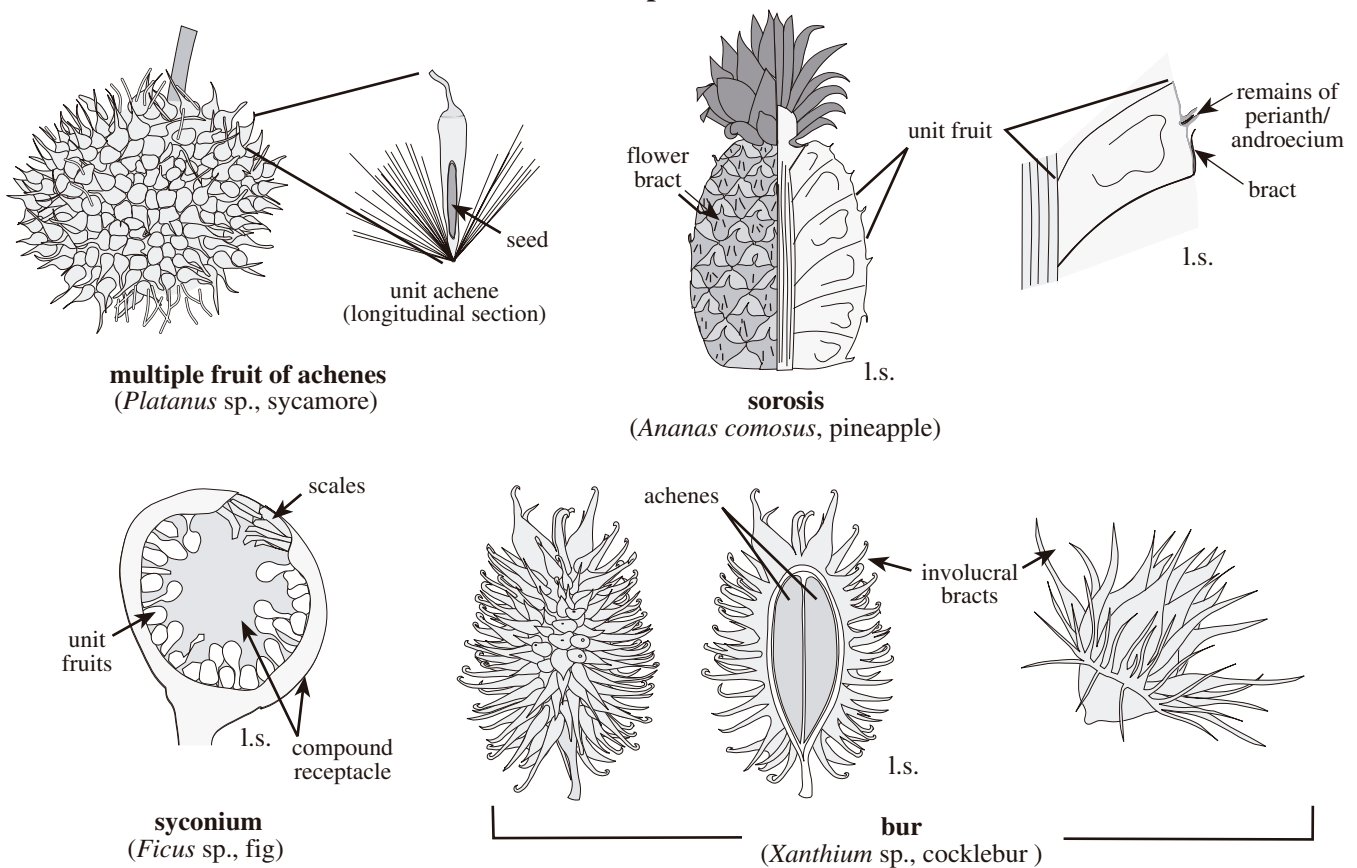 seed
unit achene
(longitudinal section)
multiple fruit of achenes
(Platanus sp., sycamore)
flower
bract
unit fruit
remains of
perianth/
androecium
bract
l.s.
l.s.
sorosis
(Ananas comosus, pineapple)
scales
unit
fruits
l.s.
compound
receptacle
syconium
(Ficus sp., fig)
achenes
involucral
bracts
l.s.
bur
(Xanthium sp., cocklebur )